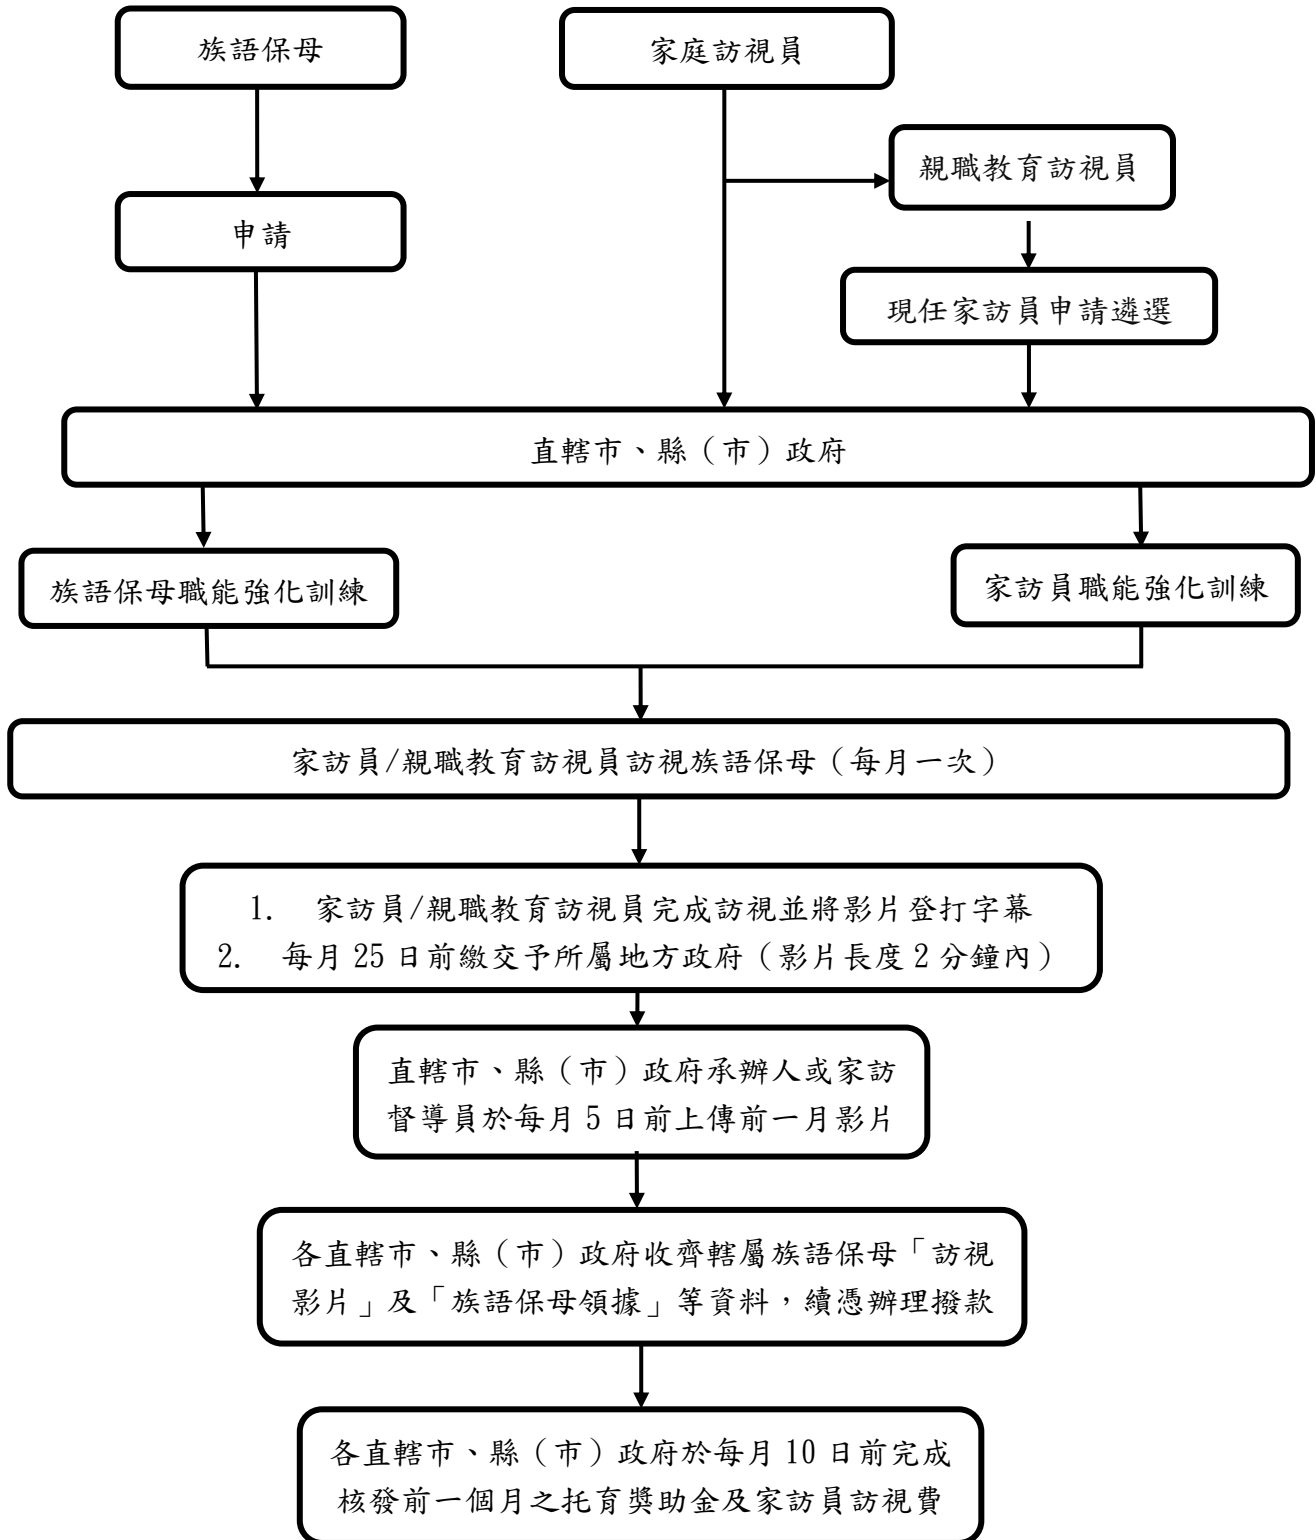 族語保母
家庭訪視員
親職教育訪視員
申請
現任家訪員申請遴選
直轄市、縣（市）政府
族語保母職能強化訓練
家訪員職能強化訓練
家訪員/親職教育訪視員訪視族語保母（每月一次）
1. 家訪員/親職教育訪視員完成訪視並將影片登打字幕
2. 每月 25 日前繳交予所屬地方政府（影片長度 2 分鐘內）
直轄市、縣（市）政府承辦人或家訪
督導員於每月 5 日前上傳前一月影片
各直轄市、縣（市）政府收齊轄屬族語保母「訪視
影片」及「族語保母領據」等資料，續憑辦理撥款
各直轄市、縣（市）政府於每月 10 日前完成
核發前一個月之托育獎助金及家訪員訪視費